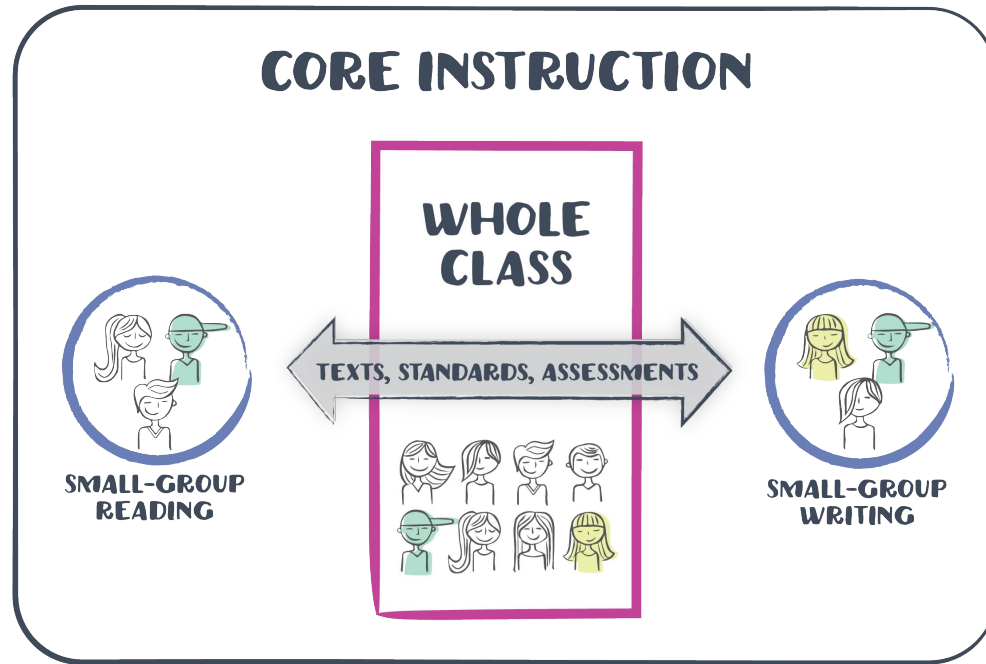 CORE INSTRUCTION
WHOLE
CLASS
TEXTS, STANDARDS, ASSESSMENTS
SMALL-GROUP
READING
SMALL-GROUP
WRITING